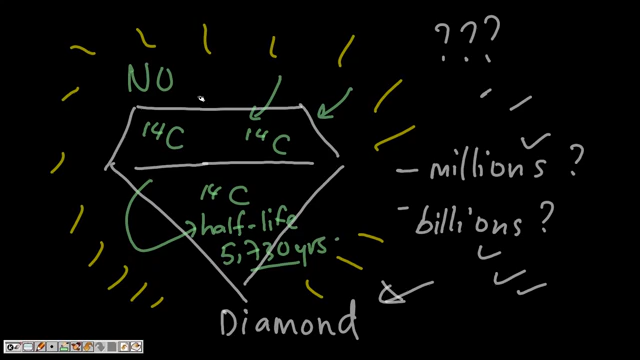 ???
NO
¹⁴C ¹⁴C
– millions ?
¹⁴C
half-life
– billions ?
5,730 yrs.
Diamond